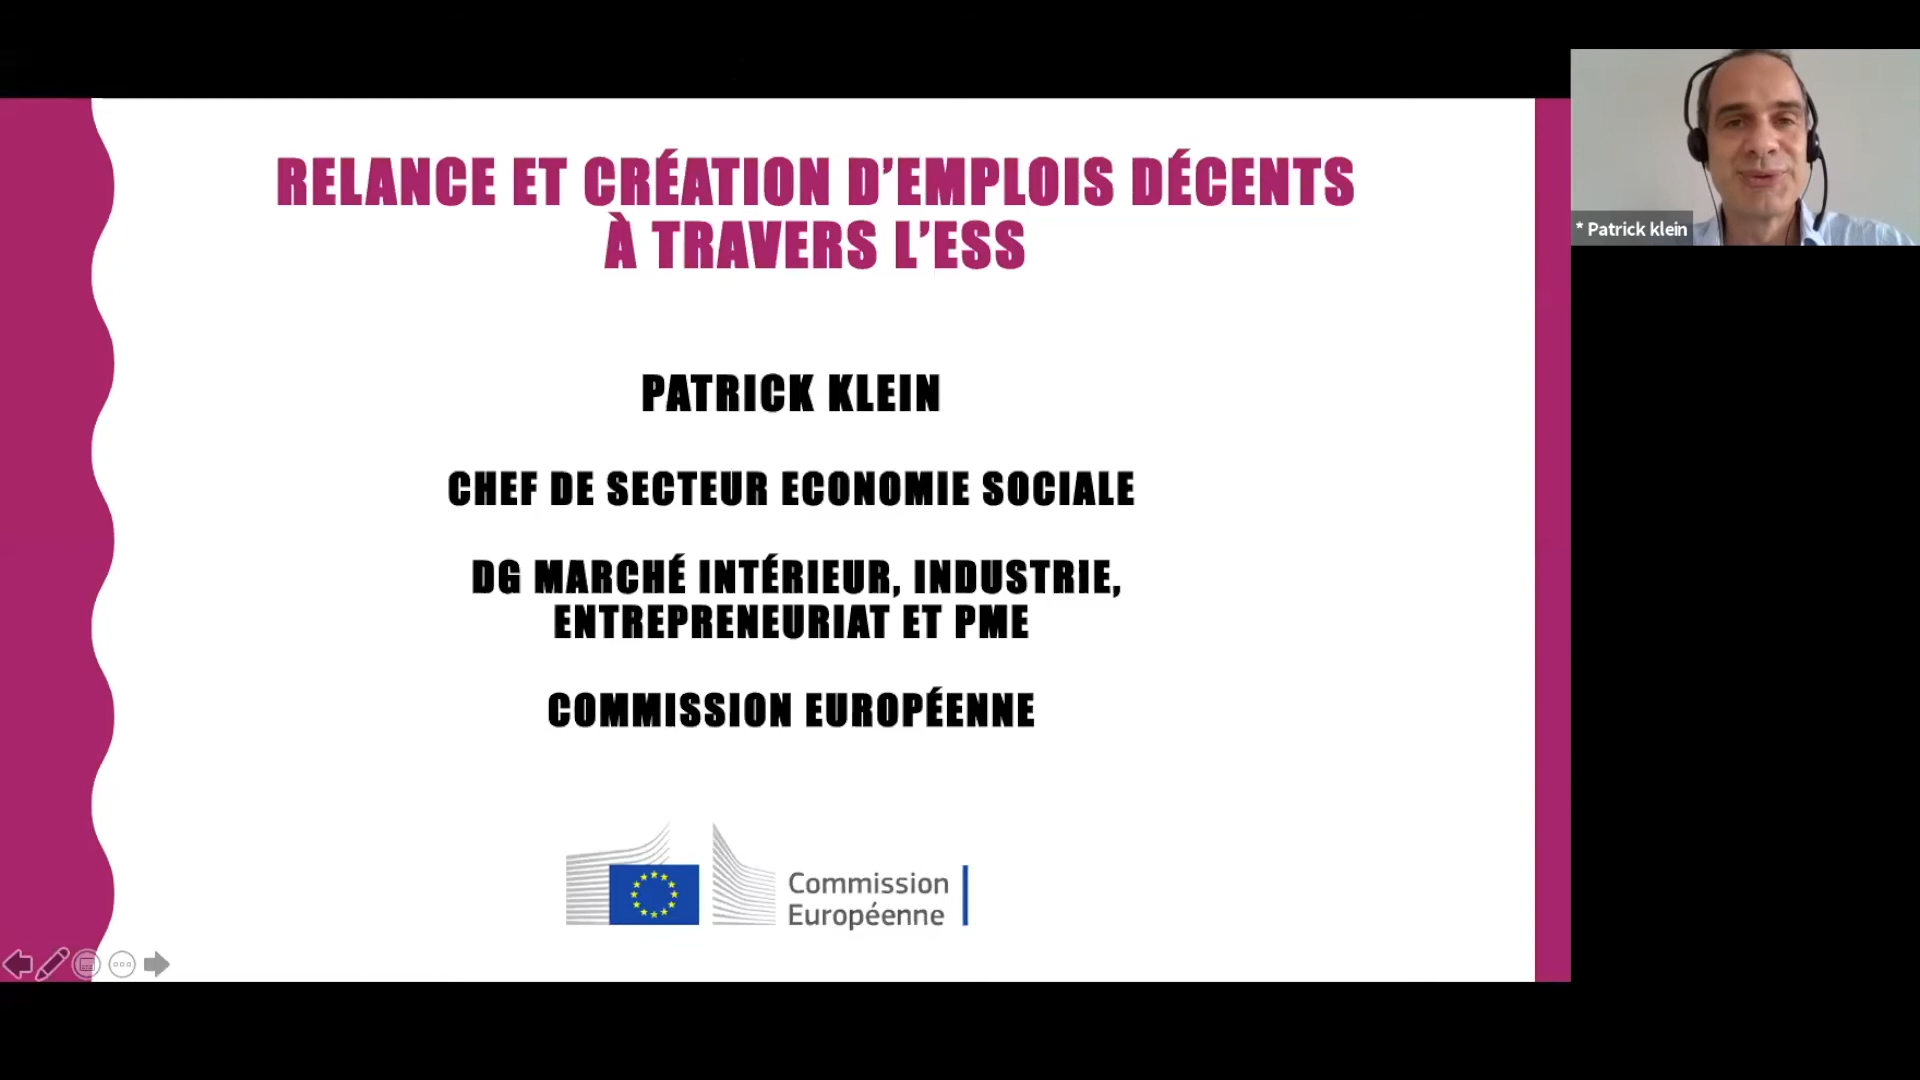 RELANCE ET CRÉATION D’EMPLOIS DÉCENTS
À TRAVERS L’ESS
PATRICK KLEIN
CHEF DE SECTEUR ECONOMIE SOCIALE
DG MARCHÉ INTÉRIEUR, INDUSTRIE,
ENTREPRENEURIAT ET PME
COMMISSION EUROPÉENNE
Commission
Européenne
* Patrick klein